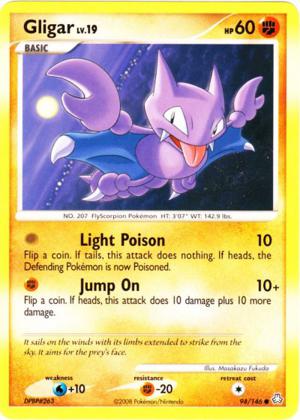 Gligar LV.19 HP 60
BASIC
NO. 207 FlyScorpion Pokémon HT: 3'07" WT: 142.9 lbs.
Light Poison 10
Flip a coin. If tails, this attack does nothing. If heads, the
Defending Pokémon is now Poisoned.
Jump On 10+
Flip a coin. If heads, this attack does 10 damage plus 10 more
damage.
It sails on the winds with its limbs extended to strike from the
sky. It aims for the prey's face.
Illus. Masakazu Fukuda
weakness resistance retreat cost
+10 -20
DPBP#263 ©2008 Pokémon/Nintendo 94/146